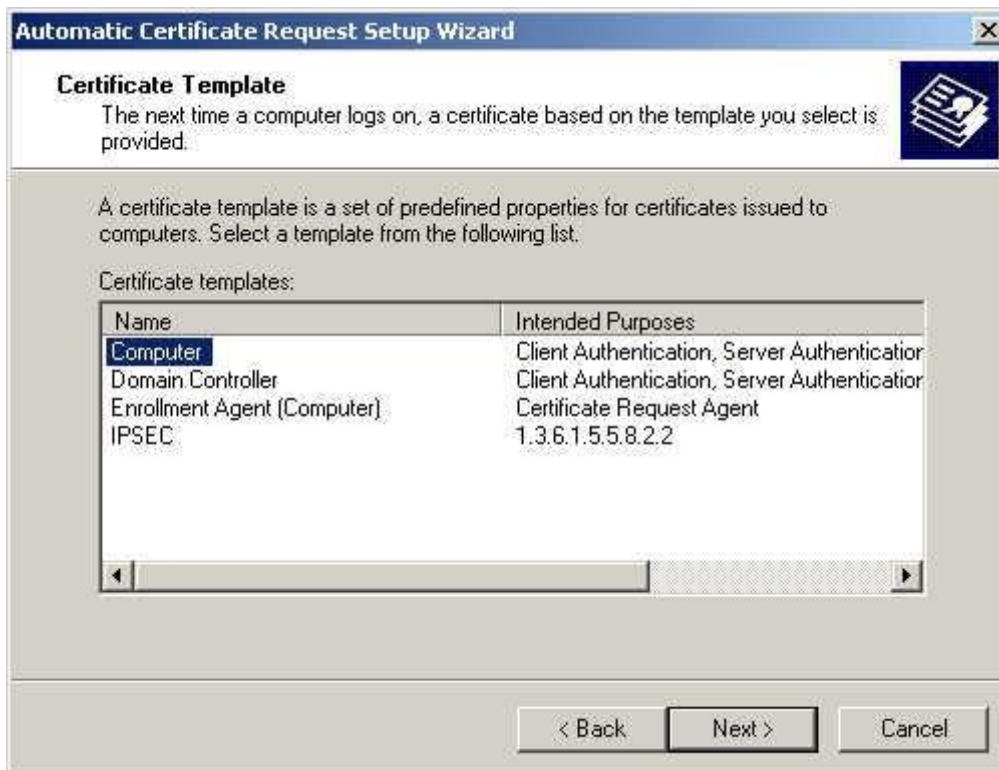 Automatic Certificate Request Setup Wizard
Certificate Template
The next time a computer logs on, a certificate based on the template you select is
provided.
A certificate template is a set of predefined properties for certificates issued to
computers. Select a template from the following list.
Certificate templates:
Name Intended Purposes
Computer Client Authentication, Server Authentication
Domain Controller Client Authentication, Server Authentication
Enrollment Agent (Computer) Certificate Request Agent
IPSEC 1.3.6.1.5.5.8.2.2
< Back Next > Cancel